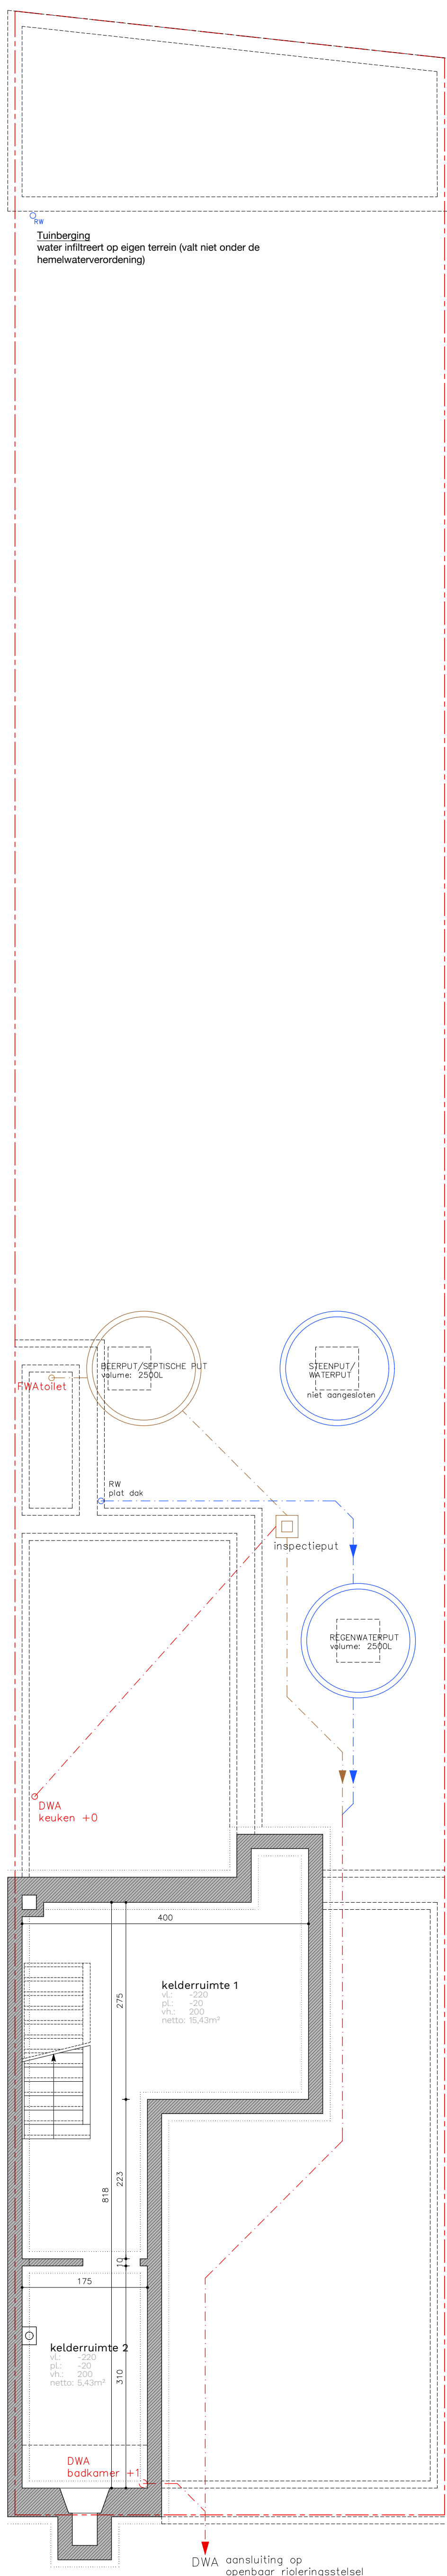 RW
Tuinberging
water infiltreert op eigen terrein (valt niet onder de
hemelwaterverordening)
BEERPUT/SEPTISCHE PUT
volume: 2500L
FWAtoilet
STEENPUT/
WATERPUT
niet aangesloten
RW
plat dak
inspectieput
REGENWATERPUT
volume: 2500L
DWA
keuken +0
400
275
kelderruimte 1
vl.: -220
pl.: -20
vh.: 200
netto: 15,43m²
223
818
10
175
310
kelderruimte 2
vl.: -220
pl.: -20
vh.: 200
netto: 5,43m²
DWA
badkamer +1
DWA aansluiting op
openbaar rioleringsstelsel